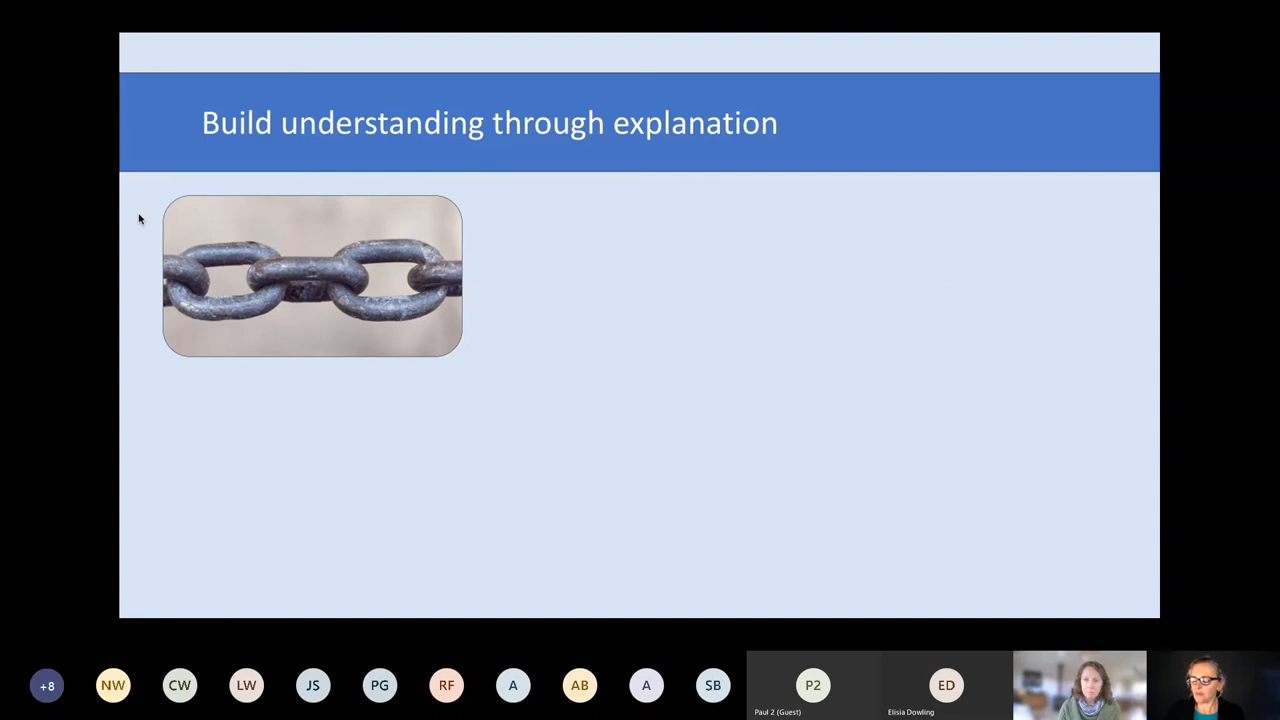 Build understanding through explanation
+8
NW
CW
LW
JS
PG
RF
A
AB
A
SB
P2
Paul 2 (Guest)
ED
Elisia Dowling